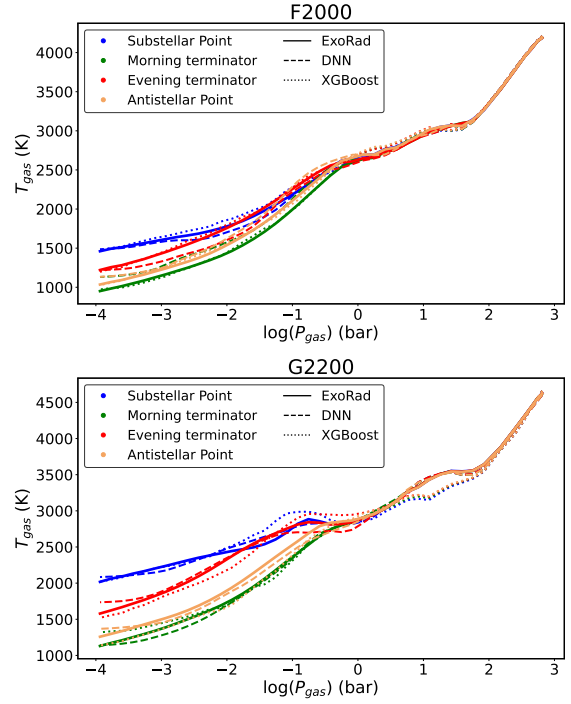 F2000
4000
3500
3000
2500
2000
1500
1000
T_gas (K)
Substellar Point
Morning terminator
Evening terminator
Antistellar Point
ExoRad
DNN
XGBoost
−4 −3 −2 −1 0 1 2 3
log(P_gas) (bar)
G2200
4500
4000
3500
3000
2500
2000
1500
1000
T_gas (K)
Substellar Point
Morning terminator
Evening terminator
Antistellar Point
ExoRad
DNN
XGBoost
−4 −3 −2 −1 0 1 2 3
log(P_gas) (bar)